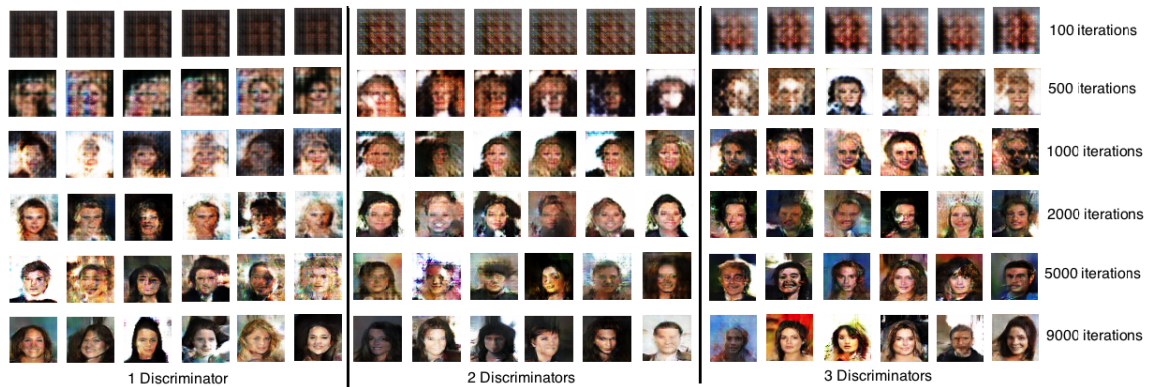 100 iterations
500 iterations
1000 iterations
2000 iterations
5000 iterations
9000 iterations
1 Discriminator
2 Discriminators
3 Discriminators